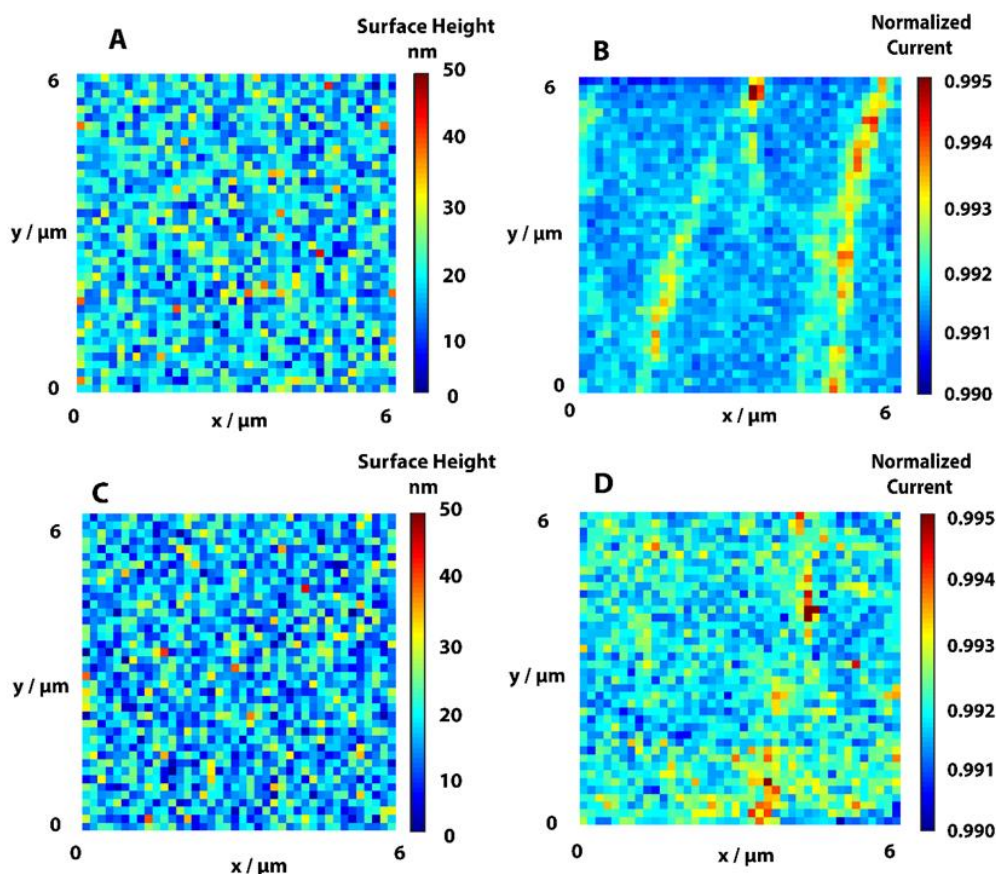 A
Surface Height
nm
6
y / µm
0
0
x / µm
6
50
40
30
20
10
0
B
Normalized
Current
6
y / µm
0
0
x / µm
6
0.995
0.994
0.993
0.992
0.991
0.990
C
Surface Height
nm
6
y / µm
0
0
x / µm
6
50
40
30
20
10
0
D
Normalized
Current
6
y / µm
0
0
x / µm
6
0.995
0.994
0.993
0.992
0.991
0.990